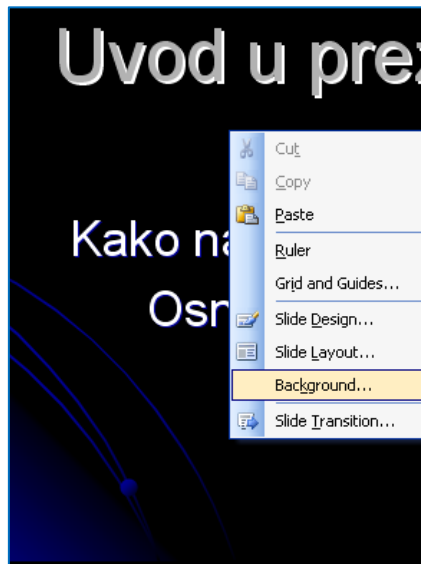 Uvod u prez
Cut
Copy
Paste
Kako na
Ruler
Grid and Guides...
Osn
Slide Design...
Slide Layout...
Background...
Slide Transition...